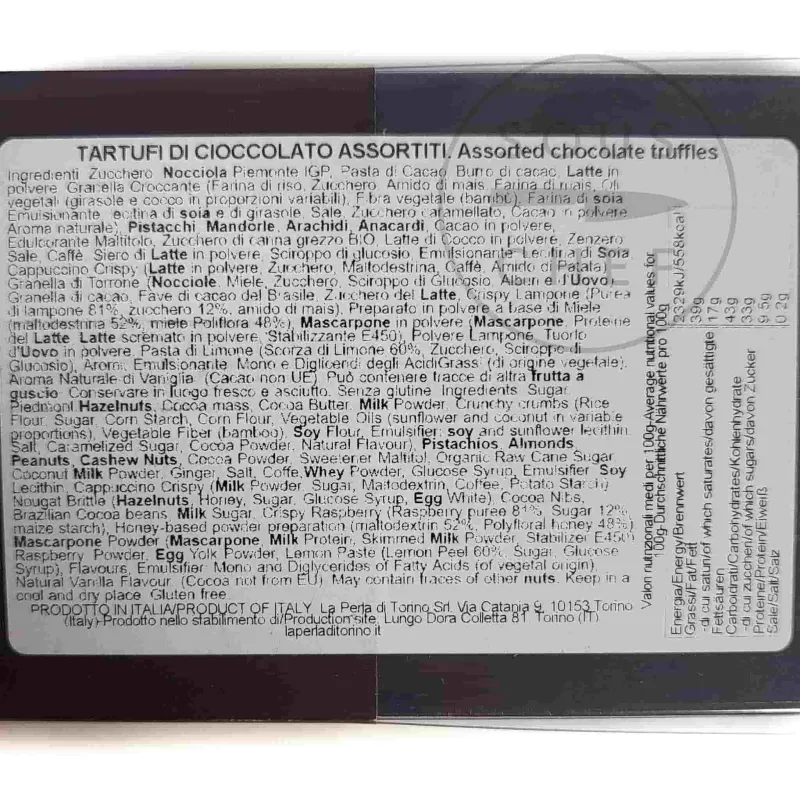 TARTUFI DI CIOCCOLATO ASSORTITI. Assorted chocolate truffles
Ingredienti Zucchero Nocciola Piemonte IGP, Pasta di Cacao, Burro di cacao, Latte in
polvere, Granella Croccante (Farina di riso, Zucchero, Amido di mais, Farina di mais, Oli
vegetali (girasole e cocco in proporzioni variabili), Fibra vegetale (bambù), Farina di soia
Emulsionante lecitina di soia e di girasole, Sale, Zucchero caramellato, Cacao in polvere
Aroma naturale), Pistacchi, Mandorle, Arachidi, Anacardi, Cacao in polvere,
Edulcorante Maltitolo, Zucchero di canna grezzo BIO, Latte di Cocco in polvere, Zenzero
Sale, Caffè, Siero di Latte in polvere, Sciroppo di glucosio, Emulsionante Lecitina di Soia
Cappuccino Crispy (Latte in polvere, Zucchero, Maltodestrina, Caffè, Amido di Patata)
Granella di Torrone (Nocciole, Miele, Zucchero, Sciroppo di Glucosio, Albume d'Uovo)
Granella di cacao, Fave di cacao del Brasile, Zucchero del Latte, Crispy Lampone (Purea
di lampone 81%, zucchero 12%, amido di mais), Preparato in polvere a base di Miele
(maltodestrina 52%, miele Poliflora 48%), Mascarpone in polvere (Mascarpone, Proteine
del Latte Latte scremato in polvere, Stabilizzante E450), Polvere Lampone, Tuorlo
d'Uovo in polvere, Pasta di Limone (Scorza di Limone 60%, Zucchero, Sciroppo di
Glucosio), Aromi, Emulsionante Mono e Digliceridi degli AcidiGrassi (di origine vegetale),
Aroma Naturale di Vaniglia (Cacao non UE) Può contenere tracce di altra frutta a
guscio Conservare in luogo fresco e asciutto. Senza glutine Ingredients Sugar
Piedmont Hazelnuts, Cocoa mass, Cocoa Butter, Milk Powder, Crunchy crumbs (Rice
Flour, Sugar, Corn Starch, Corn Flour, Vegetable Oils (sunflower and coconut in variable
proportions), Vegetable Fiber (bamboo), Soy Flour, Emulsifier: soy and sunflower lecithin,
Salt, Caramelized Sugar, Cocoa Powder, Natural Flavour), Pistachios, Almonds,
Peanuts, Cashew Nuts, Cocoa Powder, Sweetener Maltitol, Organic Raw Cane Sugar
Coconut Milk Powder, Ginger, Salt, Coffe, Whey Powder, Glucose Syrup, Emulsifier Soy
Lecithin, Cappuccino Crispy (Milk Powder, Sugar, Maltodextrin, Coffee, Potato Starch)
Nougat Brittle (Hazelnuts, Honey, Sugar, Glucose Syrup, Egg White), Cocoa Nibs,
Brazilian Cocoa beans, Milk Sugar, Crispy Raspberry (Raspberry puree 81%, Sugar 12%,
maize starch), Honey-based powder preparation (maltodextrin 52%, Polyfloral honey 48%)
Mascarpone Powder (Mascarpone, Milk Protein, Skimmed Milk Powder, Stabilizer E450)
Raspberry Powder, Egg Yolk Powder, Lemon Paste (Lemon Peel 60%, Sugar, Glucose
Syrup), Flavours, Emulsifier Mono and Diglycerides of Fatty Acids (of vegetal origin),
Natural Vanilla Flavour (Cocoa not from EU) May contain traces of other nuts. Keep in a
cool and dry place Gluten free
PRODOTTO IN ITALIA/PRODUCT OF ITALY La Perla di Torino Srl Via Catania 9, 10153 Torino
(Italy)-Prodotto nello stabilimento di/Production site, Lungo Dora Colletta 81 Torino (IT)
laperladitorino.it
Valori nutrizionali medi per 100g-Average nutritional values for
100g-Durchschnittliche Nährwerte pro 100g
Energia/Energy/Brennwert 2329kJ/558kcal
Grassi/Fat/Fett 39g
-di cui saturi/of which saturates/davon gesättigte 17g
Fettsäuren
Carboidrati/Carbohydrates/Kohlenhydrate 43g
-di cui zuccheri/of which sugars/davon Zucker 33g
Proteine/Protein/Eiweiß 9.5g
Sale/Salt/Salz 0.2g